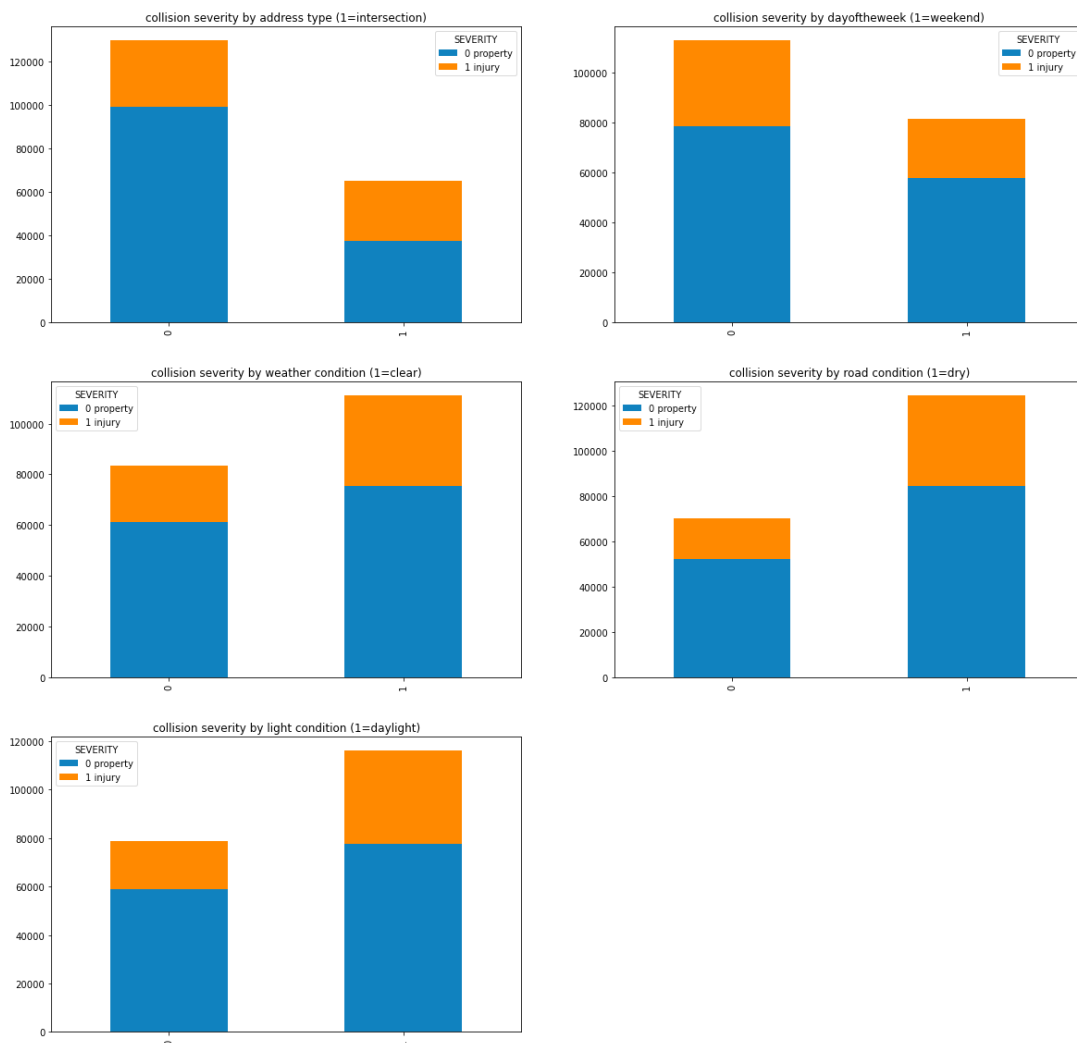 collision severity by address type (1=intersection)
120000
100000
80000
60000
40000
20000
0
SEVERITY
0 property
1 injury
0
1
collision severity by dayoftheweek (1=weekend)
100000
80000
60000
40000
20000
0
SEVERITY
0 property
1 injury
0
1
collision severity by weather condition (1=clear)
100000
80000
60000
40000
20000
0
SEVERITY
0 property
1 injury
0
1
collision severity by road condition (1=dry)
120000
100000
80000
60000
40000
20000
0
SEVERITY
0 property
1 injury
0
1
collision severity by light condition (1=daylight)
120000
100000
80000
60000
40000
20000
0
SEVERITY
0 property
1 injury